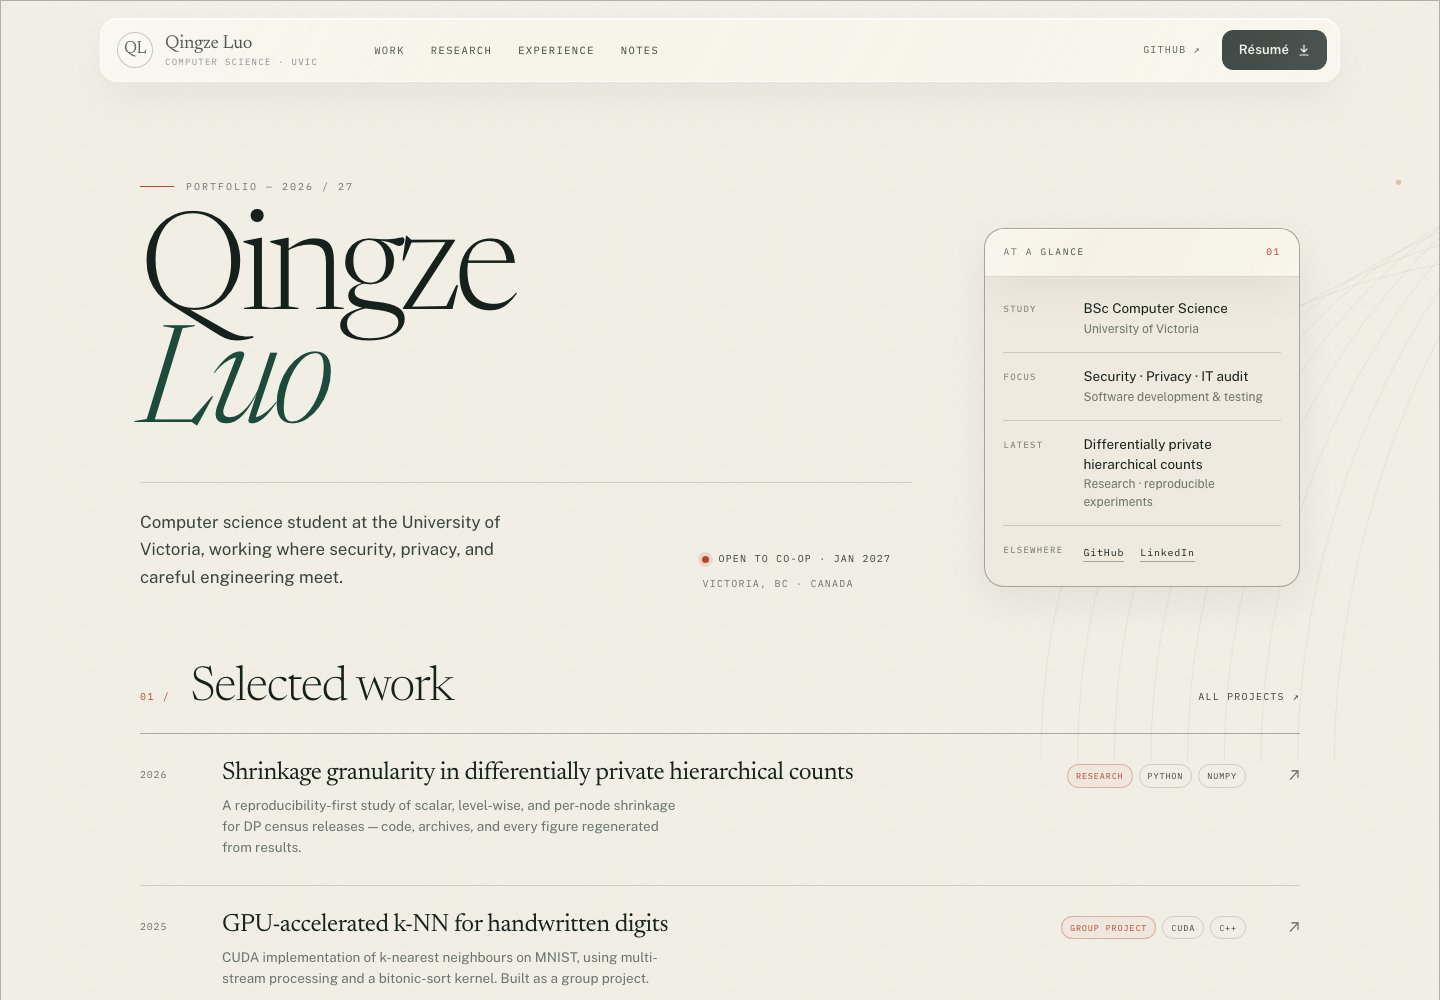 QL
Qingze Luo
COMPUTER SCIENCE · UVIC
WORK
RESEARCH
EXPERIENCE
NOTES
GITHUB ↗
Résumé
PORTFOLIO — 2026 / 27
Qingze
Luo
Computer science student at the University of
Victoria, working where security, privacy, and
careful engineering meet.
OPEN TO CO-OP · JAN 2027
VICTORIA, BC · CANADA
AT A GLANCE
01
STUDY
BSc Computer Science
University of Victoria
FOCUS
Security · Privacy · IT audit
Software development & testing
LATEST
Differentially private
hierarchical counts
Research · reproducible
experiments
ELSEWHERE
GitHub
LinkedIn
01 /
Selected work
ALL PROJECTS ↗
2026
Shrinkage granularity in differentially private hierarchical counts
A reproducibility-first study of scalar, level-wise, and per-node shrinkage
for DP census releases — code, archives, and every figure regenerated
from results.
RESEARCH
PYTHON
NUMPY
2025
GPU-accelerated k-NN for handwritten digits
CUDA implementation of k-nearest neighbours on MNIST, using multi-
stream processing and a bitonic-sort kernel. Built as a group project.
GROUP PROJECT
CUDA
C++